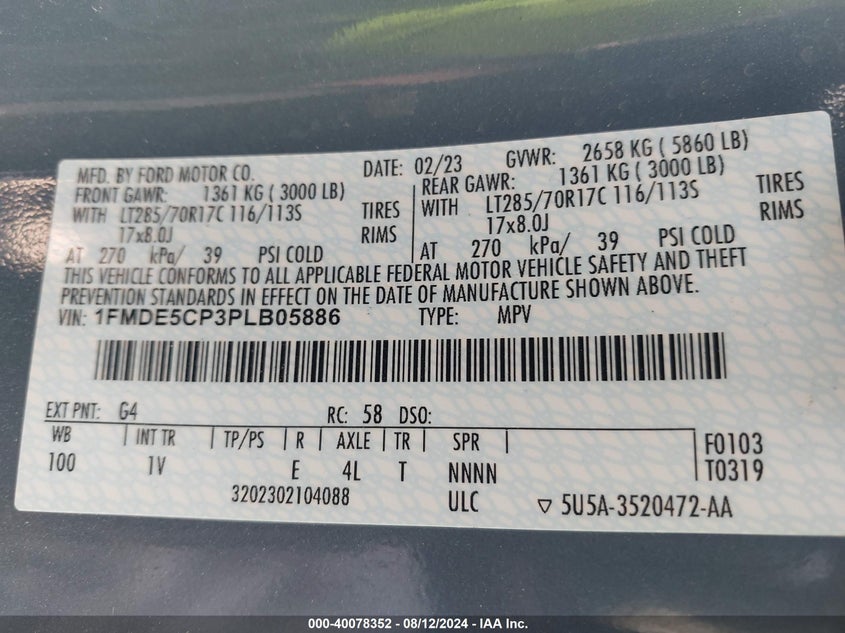 MFD. BY FORD MOTOR CO. DATE: 02/23 GVWR: 2658 KG ( 5860 LB)
FRONT GAWR: 1361 KG ( 3000 LB) REAR GAWR: 1361 KG ( 3000 LB)
WITH LT285/70R17C 116/113S TIRES WITH LT285/70R17C 116/113S TIRES
17x8.0J RIMS 17x8.0J RIMS
AT 270 kPa/ 39 PSI COLD AT 270 kPa/ 39 PSI COLD
THIS VEHICLE CONFORMS TO ALL APPLICABLE FEDERAL MOTOR VEHICLE SAFETY AND THEFT
PREVENTION STANDARDS IN EFFECT ON THE DATE OF MANUFACTURE SHOWN ABOVE.
VIN: 1FMDE5CP3PLB05886 TYPE: MPV
EXT PNT: G4 RC: 58 DSO:
WB INT TR TP/PS R AXLE TR SPR F0103
100 1V E 4L T NNNN T0319
3202302104088 ULC ▽ 5U5A-3520472-AA
000-40078352 - 08/12/2024 - IAA Inc.